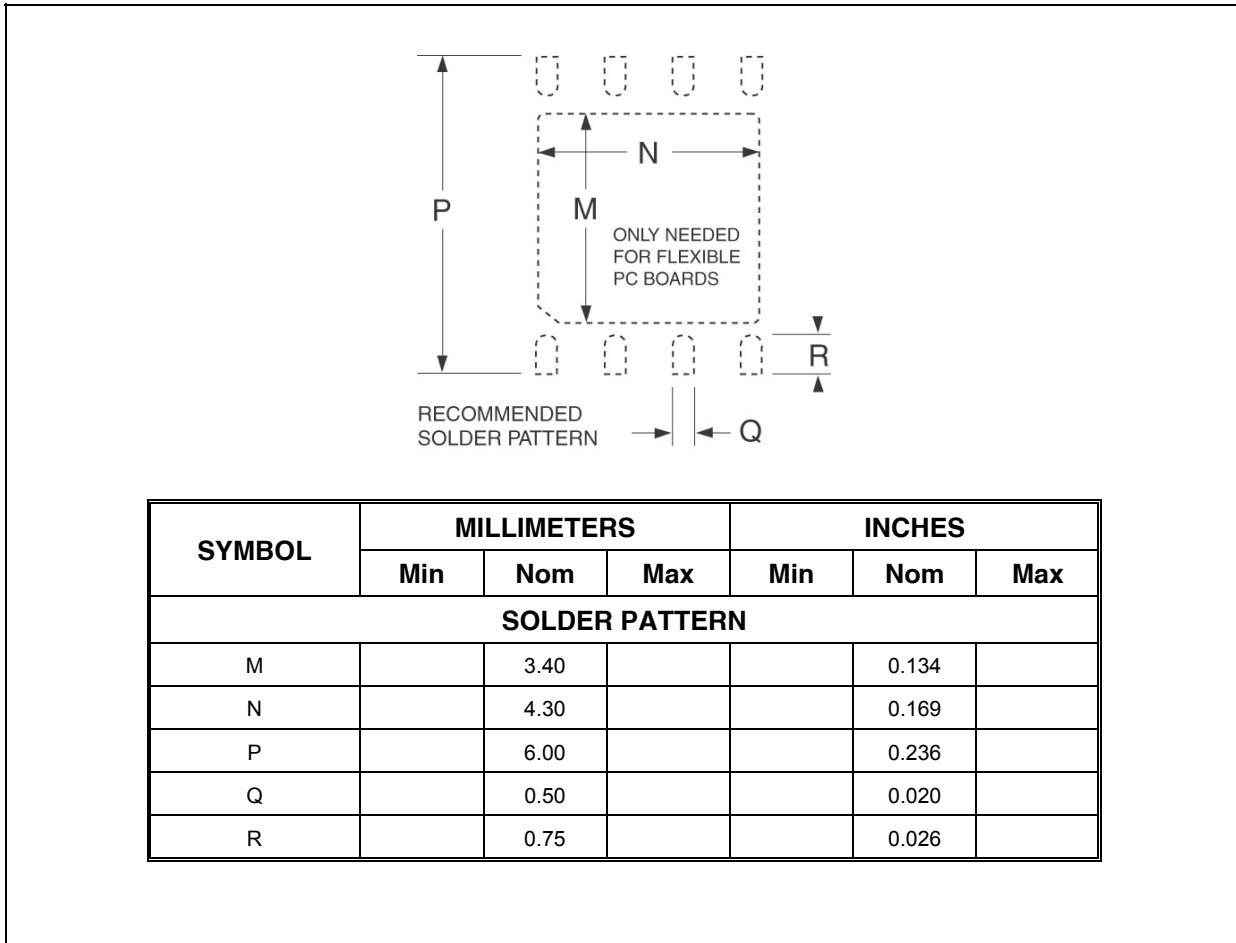 N
P
M
ONLY NEEDED
FOR FLEXIBLE
PC BOARDS
R
RECOMMENDED
SOLDER PATTERN
Q
SYMBOL MILLIMETERS INCHES
Min Nom Max Min Nom Max
SOLDER PATTERN
M 3.40 0.134
N 4.30 0.169
P 6.00 0.236
Q 0.50 0.020
R 0.75 0.026